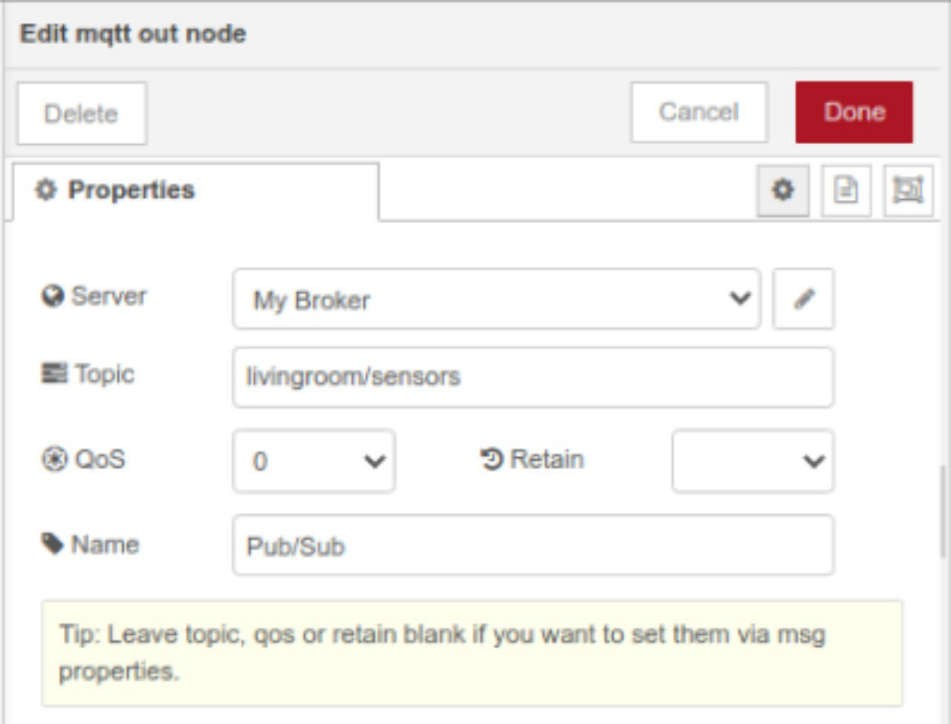 Edit mqtt out node
Delete
Cancel
Done
Properties
Server
My Broker
Topic
livingroom/sensors
QoS
0
Retain
Name
Pub/Sub
Tip: Leave topic, qos or retain blank if you want to set them via msg
properties.